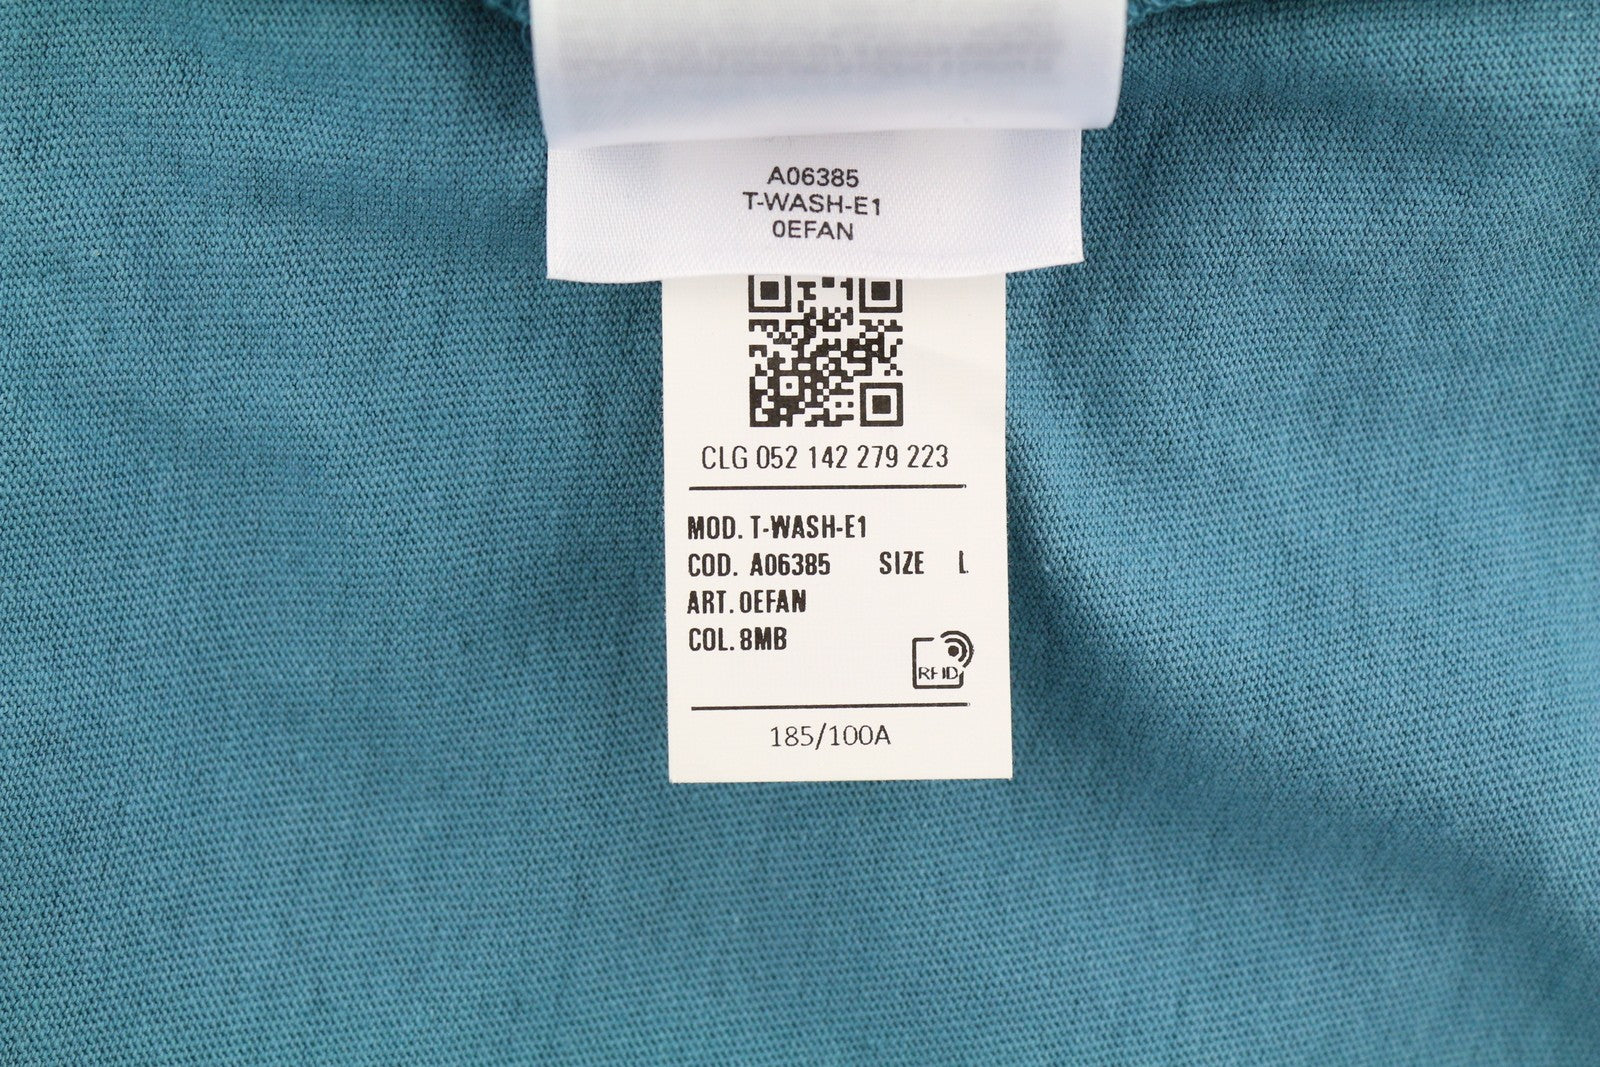 A06385
T-WASH-E1
0EFAN
CLG 052 142 279 223
MOD. T-WASH-E1
COD. A06385 SIZE L
ART. 0EFAN
COL. 8MB
RFID
185/100A